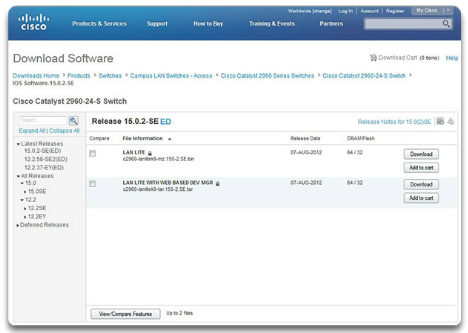 Worldwide [change] Log In Account Register My Cisco
CISCO
Products & Services Support How to Buy Training & Events Partners
Download Software
Download Cart (0 items) Help
Downloads Home > Products > Switches > Campus LAN Switches - Access > Cisco Catalyst 2960 Series Switches > Cisco Catalyst 2960-24-S Switch >
IOS Software-15.0.2-SE
Cisco Catalyst 2960-24-S Switch
Search...
Expand All | Collapse All
Latest Releases
15.0.2-SE(ED)
12.2.58-SE2(ED)
12.2.37-EY(ED)
All Releases
15.0
15.0SE
12.2
12.2SE
12.2EY
Deferred Releases
Release 15.0.2-SE ED
Release Notes for 15.0(2)SE
Compare File Information Release Date DRAM/Flash
LAN LITE 07-AUG-2012 64 / 32 Download
c2960-lanlitek9-mz.150-2.SE.bin
Add to cart
LAN LITE WITH WEB BASED DEV MGR 07-AUG-2012 64 / 32 Download
c2960-lanlitek9-tar.150-2.SE.tar
Add to cart
View/Compare Features Up to 2 files